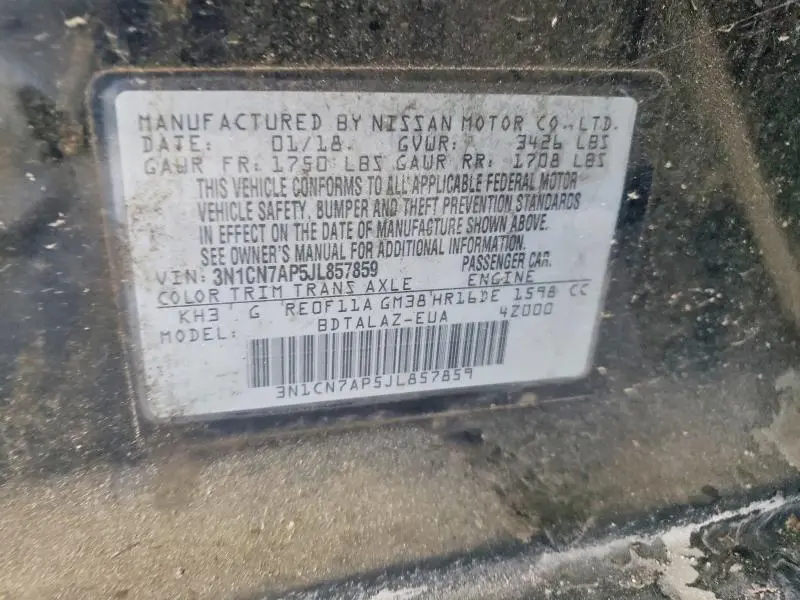 MANUFACTURED BY NISSAN MOTOR CO., LTD.
DATE: 01/18 GVWR: 3426 LBS
GAWR FR: 1750 LBS GAWR RR: 1708 LBS
THIS VEHICLE CONFORMS TO ALL APPLICABLE FEDERAL MOTOR
VEHICLE SAFETY, BUMPER AND THEFT PREVENTION STANDARDS
IN EFFECT ON THE DATE OF MANUFACTURE SHOWN ABOVE.
SEE OWNER'S MANUAL FOR ADDITIONAL INFORMATION.
VIN: 3N1CN7AP5JL857859 PASSENGER CAR.
COLOR TRIM TRANS AXLE ENGINE
KH3 G RE0F11A GM38 HR16DE 1598 CC
MODEL: BDTALAZ-EUA 4Z000
3N1CN7AP5JL857859